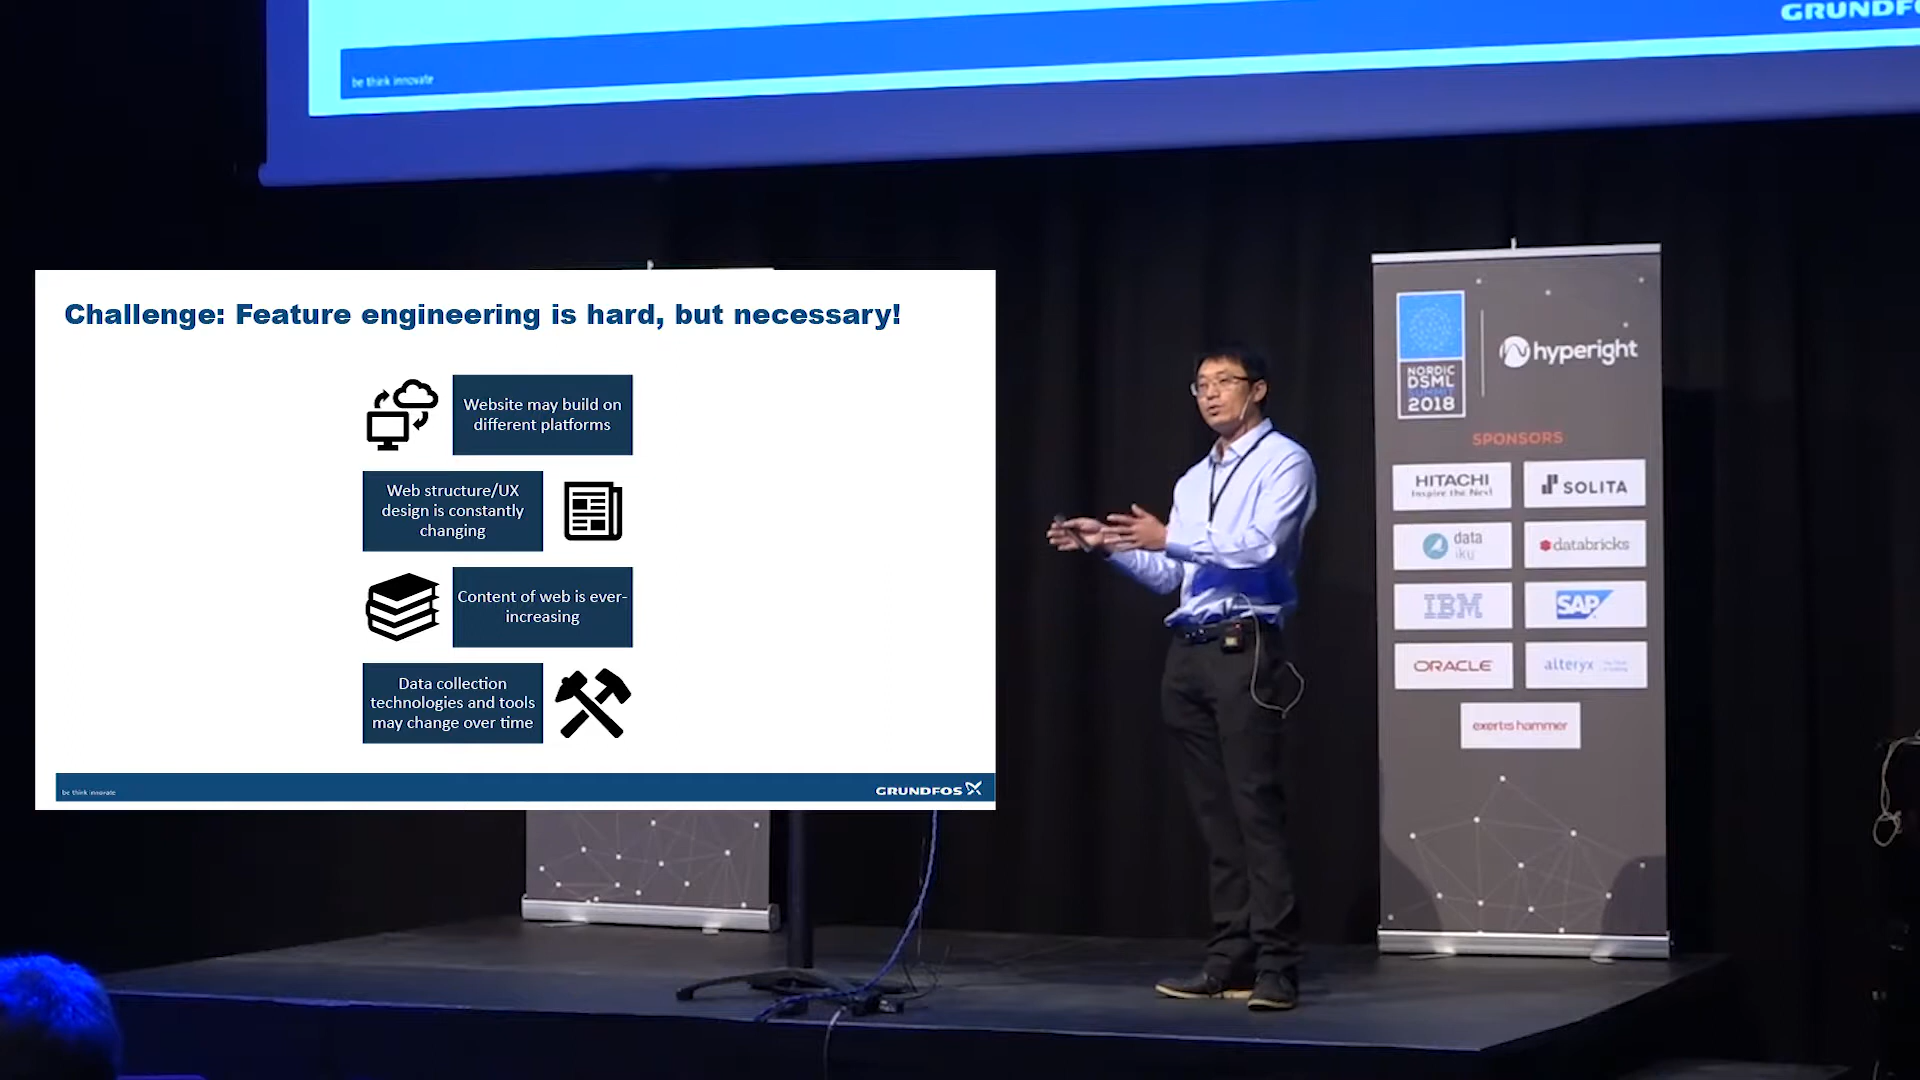 GRUNDFO
be think innovate
Challenge: Feature engineering is hard, but necessary!
Website may build on
different platforms
Web structure/UX
design is constantly
changing
Content of web is ever-
increasing
Data collection
technologies and tools
may change over time
be think innovate
GRUNDFOS
NORDIC
DSML
SUMMIT
2018
hyperight
SPONSORS
HITACHI
Inspire the Next
SOLITA
data
iku
databricks
IBM
SAP
ORACLE
alteryx
exertis hammer